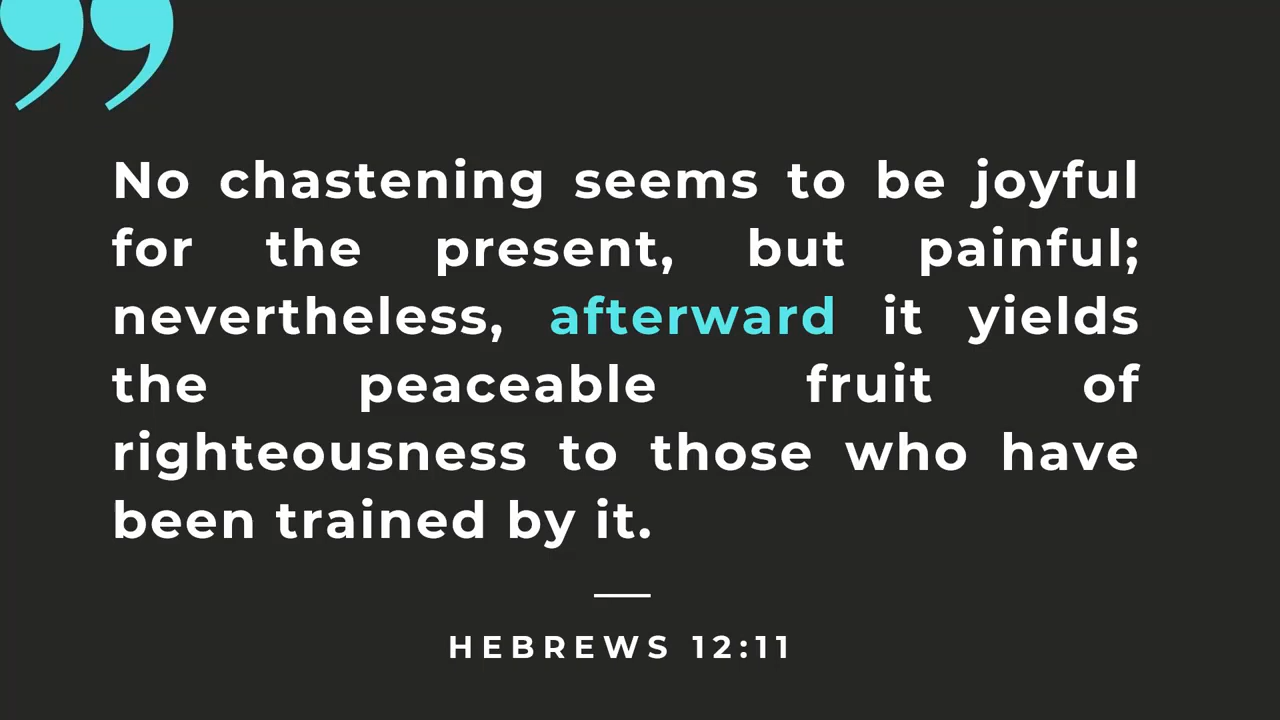 ”
No chastening seems to be joyful
for the present, but painful;
nevertheless, afterward it yields
the peaceable fruit of
righteousness to those who have
been trained by it.
HEBREWS 12:11